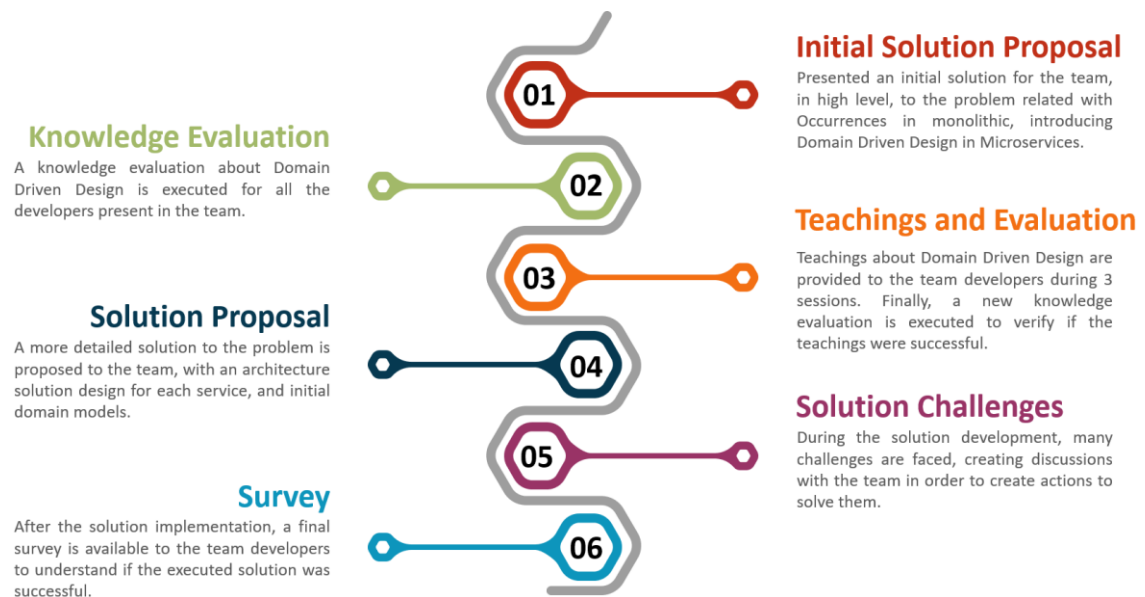 01
Initial Solution Proposal
Presented an initial solution for the team,
in high level, to the problem related with
Occurrences in monolithic, introducing
Domain Driven Design in Microservices.
Knowledge Evaluation
A knowledge evaluation about Domain
Driven Design is executed for all the
developers present in the team.
02
03
Teachings and Evaluation
Teachings about Domain Driven Design are
provided to the team developers during 3
sessions. Finally, a new knowledge
evaluation is executed to verify if the
teachings were successful.
Solution Proposal
A more detailed solution to the problem is
proposed to the team, with an architecture
solution design for each service, and initial
domain models.
04
05
Solution Challenges
During the solution development, many
challenges are faced, creating discussions
with the team in order to create actions to
solve them.
Survey
After the solution implementation, a final
survey is available to the team developers
to understand if the executed solution was
successful.
06